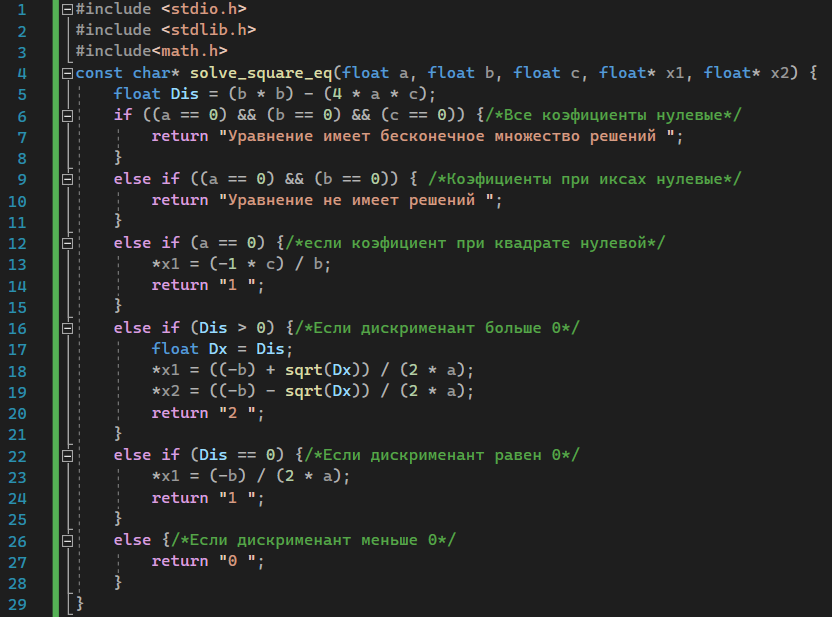 1 #include <stdio.h>
2 #include <stdlib.h>
3 #include<math.h>
4 const char* solve_square_eq(float a, float b, float c, float* x1, float* x2) {
5 float Dis = (b * b) - (4 * a * c);
6 if ((a == 0) && (b == 0) && (c == 0)) {/*Все коэфициенты нулевые*/
7 return "Уравнение имеет бесконечное множество решений ";
8 }
9 else if ((a == 0) && (b == 0)) { /*Коэфициенты при иксах нулевые*/
10 return "Уравнение не имеет решений ";
11 }
12 else if (a == 0) {/*если коэфициент при квадрате нулевой*/
13 *x1 = (-1 * c) / b;
14 return "1 ";
15 }
16 else if (Dis > 0) {/*Если дискрименант больше 0*/
17 float Dx = Dis;
18 *x1 = ((-b) + sqrt(Dx)) / (2 * a);
19 *x2 = ((-b) - sqrt(Dx)) / (2 * a);
20 return "2 ";
21 }
22 else if (Dis == 0) {/*Если дискрименант равен 0*/
23 *x1 = (-b) / (2 * a);
24 return "1 ";
25 }
26 else {/*Если дискрименант меньше 0*/
27 return "0 ";
28 }
29 }